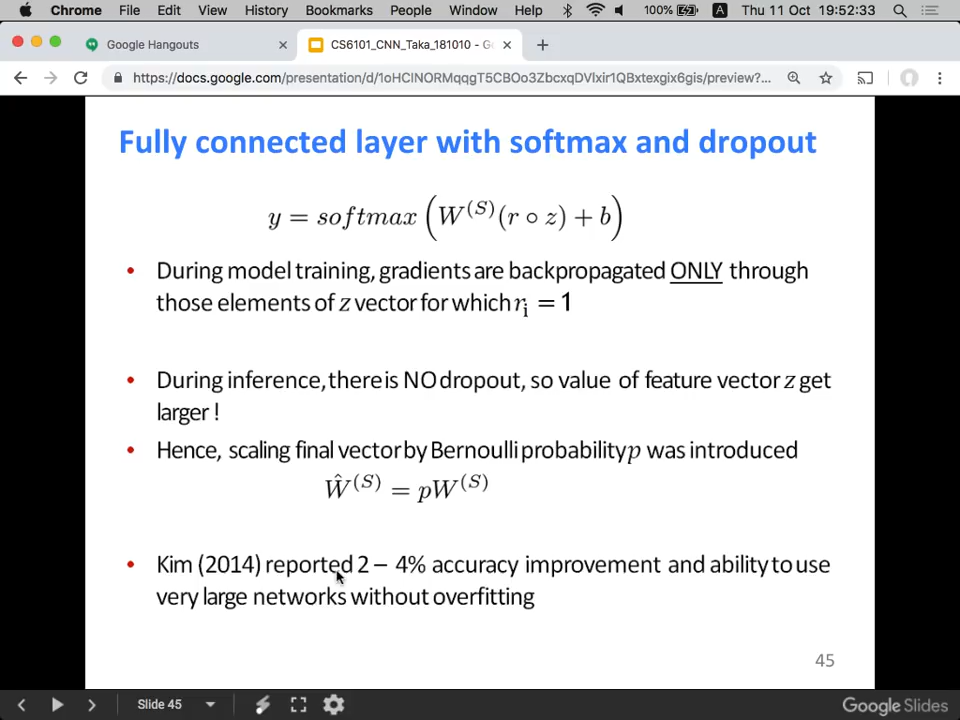 Chrome File Edit View History Bookmarks People Window Help 100% A Thu 11 Oct 19:52:33
Google Hangouts × CS6101_CNN_Taka_181010 - Go × +
https://docs.google.com/presentation/d/1oHClNORMqqgT5CBOo3ZbcxqDVlxir1QBxtexgix6gis/preview?...
Fully connected layer with softmax and dropout
y = softmax (W^(S)(r ∘ z) + b)
• During model training, gradients are backpropagated ONLY through
those elements of z vector for which r_i = 1
• During inference, there is NO dropout, so value of feature vector z get
larger !
• Hence, scaling final vector by Bernoulli probability p was introduced
Ŵ^(S) = pW^(S)
• Kim (2014) reported 2 – 4% accuracy improvement and ability to use
very large networks without overfitting
45
Slide 45
Google Slides